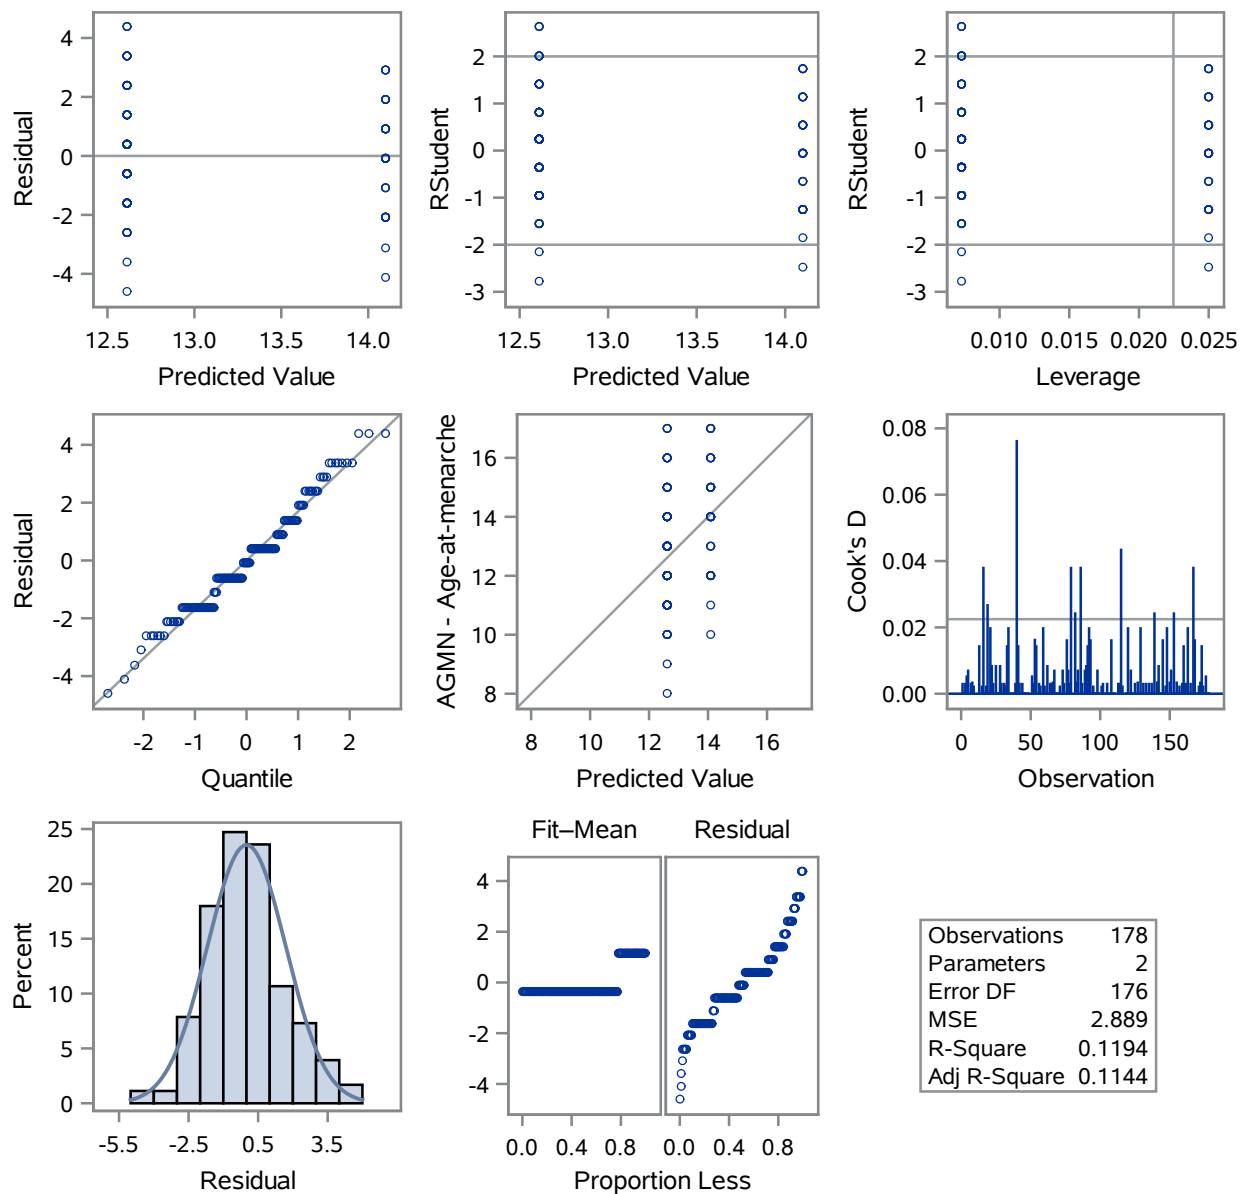 4
2
0
-2
-4
Residual
12.5 13.0 13.5 14.0
Predicted Value
2
1
0
-1
-2
-3
RStudent
12.5 13.0 13.5 14.0
Predicted Value
2
1
0
-1
-2
-3
RStudent
0.010 0.015 0.020 0.025
Leverage
4
2
0
-2
-4
Residual
-2 -1 0 1 2
Quantile
16
14
12
10
8
AGMN - Age-at-menarche
8 10 12 14 16
Predicted Value
0.08
0.06
0.04
0.02
0.00
Cook's D
0 50 100 150
Observation
25
20
15
10
5
0
Percent
-5.5 -2.5 0.5 3.5
Residual
Fit–Mean Residual
4
2
0
-2
-4
0.0 0.4 0.8 0.0 0.4 0.8
Proportion Less
Observations 178
Parameters 2
Error DF 176
MSE 2.889
R-Square 0.1194
Adj R-Square 0.1144